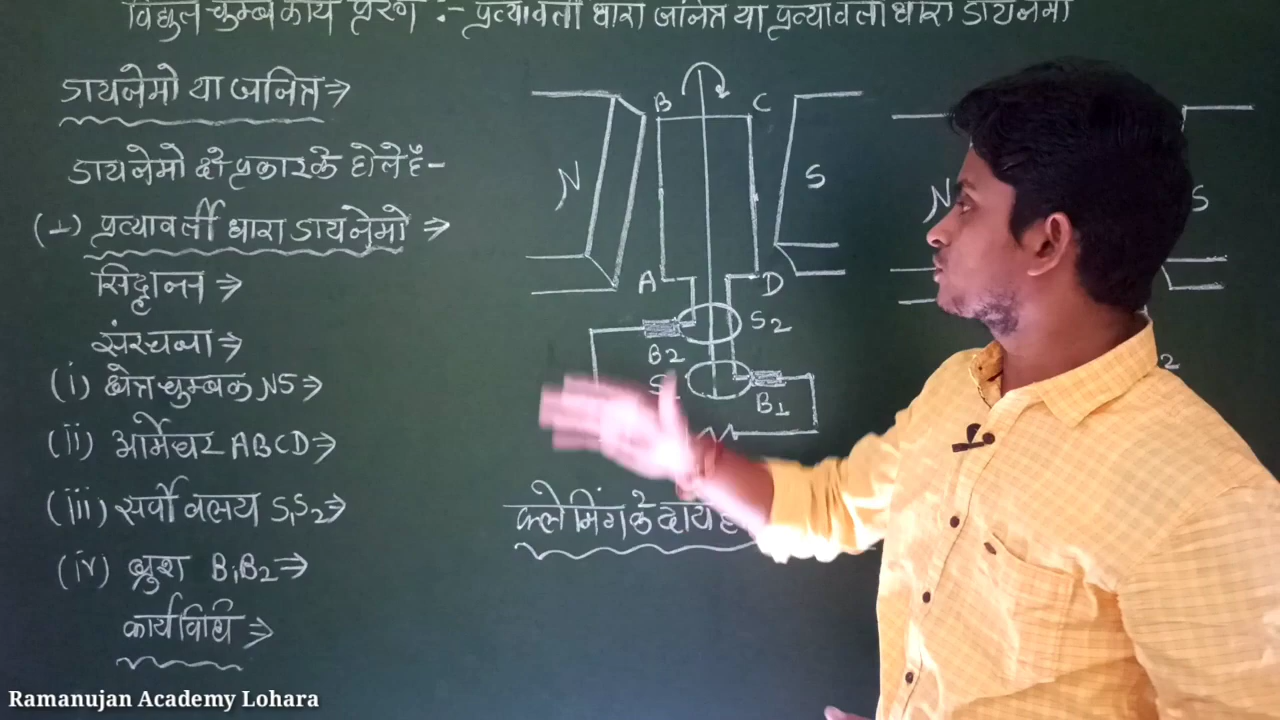 विद्युत चुम्बकीय प्रेरण :- प्रत्यावर्ती धारा जनित्र या प्रत्यावर्ती धारा डायनेमो
डायनेमो या जनित्र ⇒
डायनेमो दो प्रकार के होते हैं -
(1) प्रत्यावर्ती धारा डायनेमो ⇒
सिद्धान्त ⇒
संरचना ⇒
(i) क्षेत्र चुम्बक NS ⇒
(ii) आर्मेचर ABCD ⇒
(iii) सर्पी वलय S1S2 ⇒
(iv) ब्रुश B1B2 ⇒
कार्यविधि ⇒
B C
N S
A D
S2
B2
B1
क्लेमिंग के दायें
N S
2
Ramanujan Academy Lohara